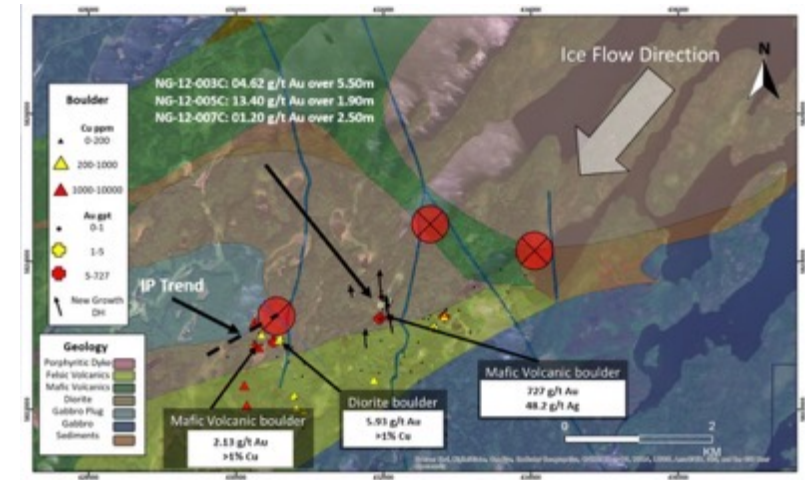 Ice Flow Direction
N
NG-12-003C: 04.62 g/t Au over 5.50m
NG-12-005C: 13.40 g/t Au over 1.90m
NG-12-007C: 01.20 g/t Au over 2.50m
Boulder
Cu ppm
0-200
200-1000
1000-10000
Au gpt
0-1
1-5
5-727
New Growth
DH
IP Trend
Geology
Porphyritic Dyke
Felsic Volcanics
Mafic Volcanics
Diorite
Gabbro Plug
Gabbro
Sediments
Mafic Volcanic boulder
727 g/t Au
48.2 g/t Ag
Diorite boulder
5.93 g/t Au
>1% Cu
Mafic Volcanic boulder
2.13 g/t Au
>1% Cu
0 2
KM